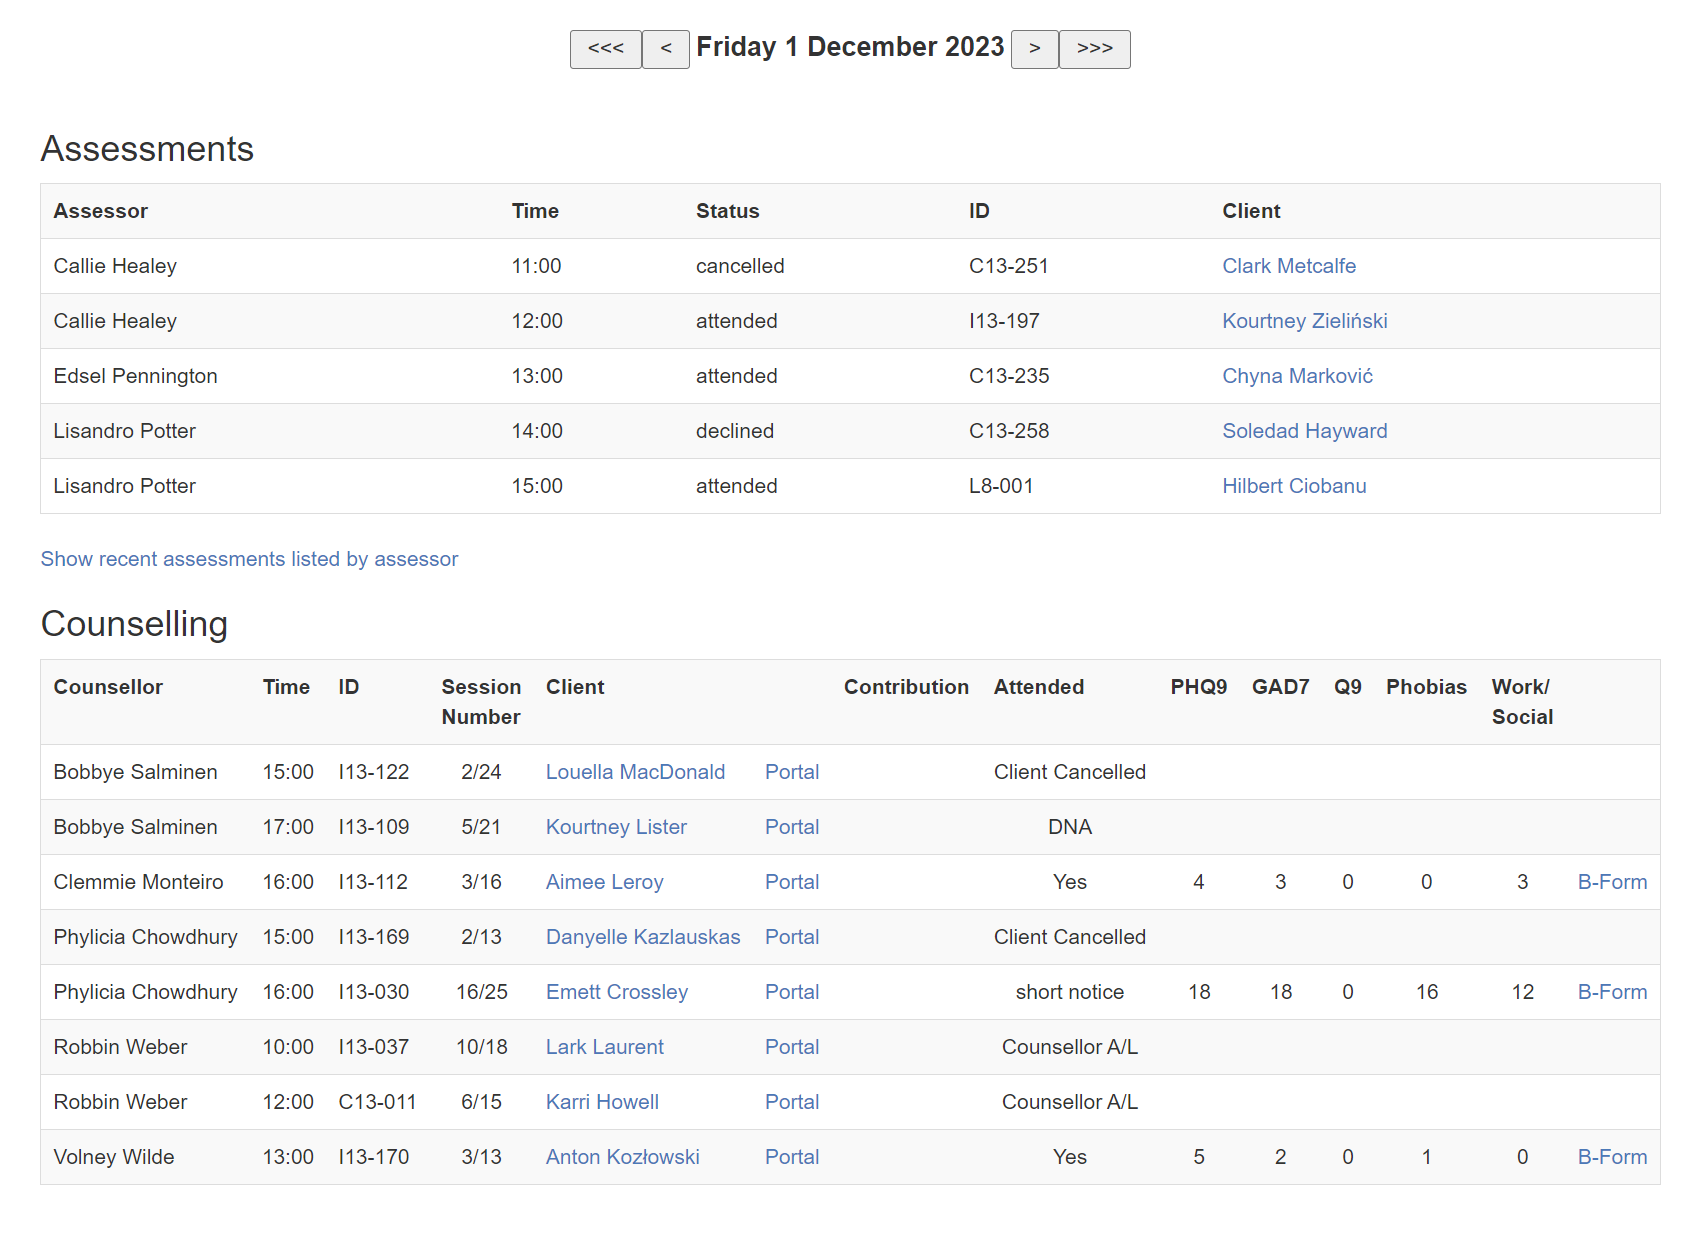 <<< < Friday 1 December 2023 > >>>
Assessments
Assessor Time Status ID Client
Callie Healey 11:00 cancelled C13-251 Clark Metcalfe
Callie Healey 12:00 attended I13-197 Kourtney Zieliński
Edsel Pennington 13:00 attended C13-235 Chyna Marković
Lisandro Potter 14:00 declined C13-258 Soledad Hayward
Lisandro Potter 15:00 attended L8-001 Hilbert Ciobanu
Show recent assessments listed by assessor
Counselling
Counsellor Time ID Session Client Contribution Attended PHQ9 GAD7 Q9 Phobias Work/
Number Social
Bobbye Salminen 15:00 I13-122 2/24 Louella MacDonald Portal Client Cancelled
Bobbye Salminen 17:00 I13-109 5/21 Kourtney Lister Portal DNA
Clemmie Monteiro 16:00 I13-112 3/16 Aimee Leroy Portal Yes 4 3 0 0 3 B-Form
Phylicia Chowdhury 15:00 I13-169 2/13 Danyelle Kazlauskas Portal Client Cancelled
Phylicia Chowdhury 16:00 I13-030 16/25 Emett Crossley Portal short notice 18 18 0 16 12 B-Form
Robbin Weber 10:00 I13-037 10/18 Lark Laurent Portal Counsellor A/L
Robbin Weber 12:00 C13-011 6/15 Karri Howell Portal Counsellor A/L
Volney Wilde 13:00 I13-170 3/13 Anton Kozłowski Portal Yes 5 2 0 1 0 B-Form